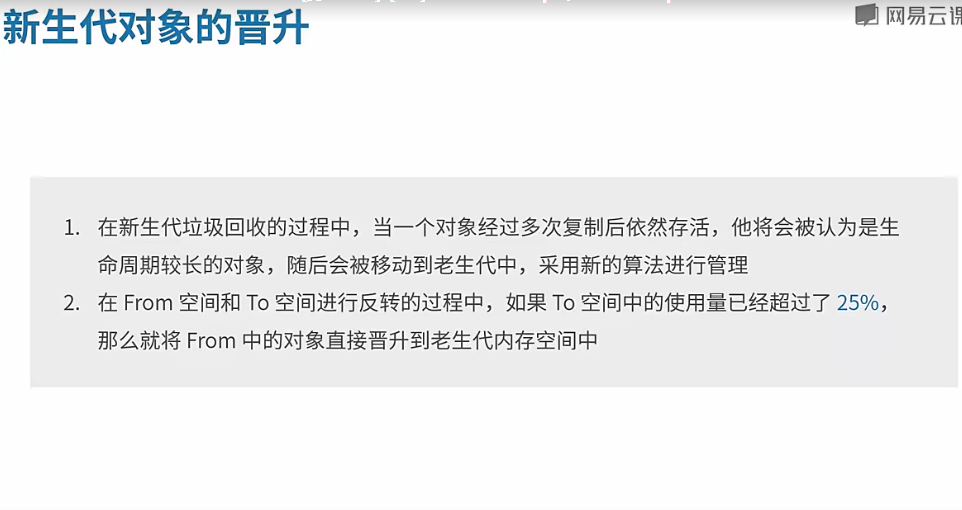 新生代对象的晋升
网易云课
1. 在新生代垃圾回收的过程中，当一个对象经过多次复制后依然存活，他将会被认为是生
命周期较长的对象，随后会被移动到老生代中，采用新的算法进行管理
2. 在 From 空间和 To 空间进行反转的过程中，如果 To 空间中的使用量已经超过了 25%，
那么就将 From 中的对象直接晋升到老生代内存空间中